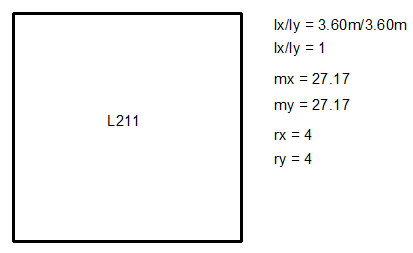 lx/ly = 3.60m/3.60m
lx/ly = 1
mx = 27.17
my = 27.17
L211
rx = 4
ry = 4